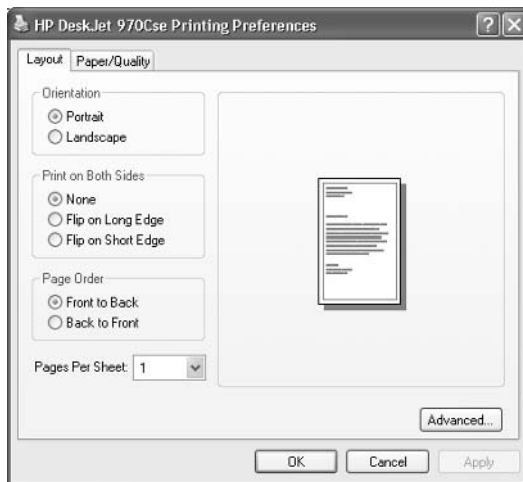 HP DeskJet 970Cse Printing Preferences
Layout
Paper/Quality
Orientation
Portrait
Landscape
Print on Both Sides
None
Flip on Long Edge
Flip on Short Edge
Page Order
Front to Back
Back to Front
Pages Per Sheet: 1
Advanced...
OK
Cancel
Apply